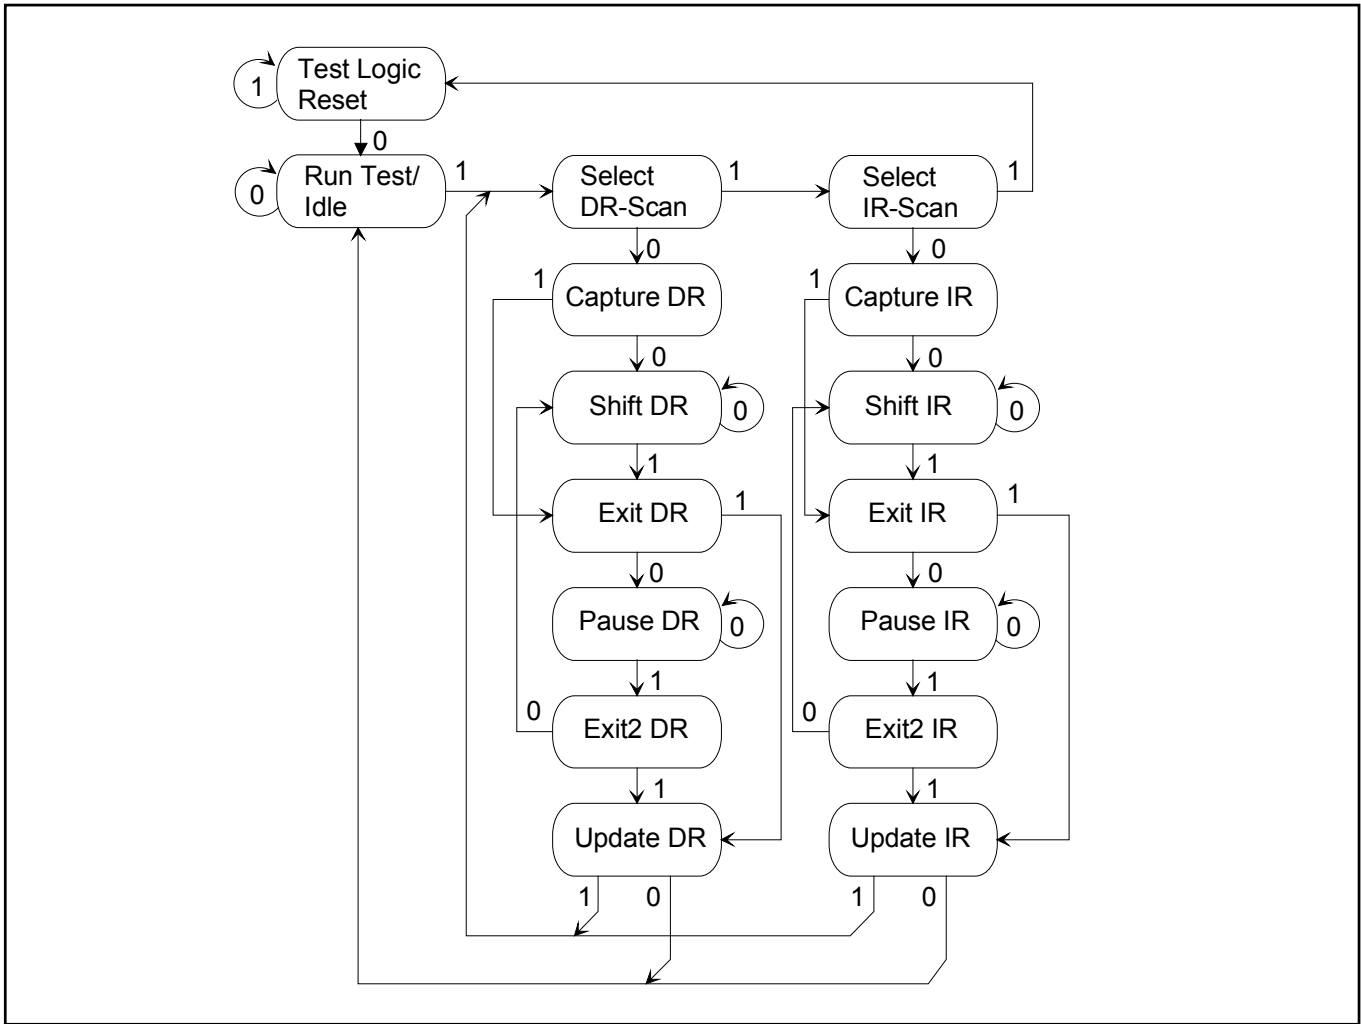 Test Logic
Reset
1
0
Run Test/
Idle
0
1
Select
DR-Scan
1
Select
IR-Scan
1
0
0
1
Capture DR
1
Capture IR
0
0
Shift DR
0
Shift IR
0
1
1
Exit DR
1
Exit IR
1
0
0
Pause DR
0
Pause IR
0
1
1
0
Exit2 DR
0
Exit2 IR
1
1
Update DR
Update IR
1
0
1
0